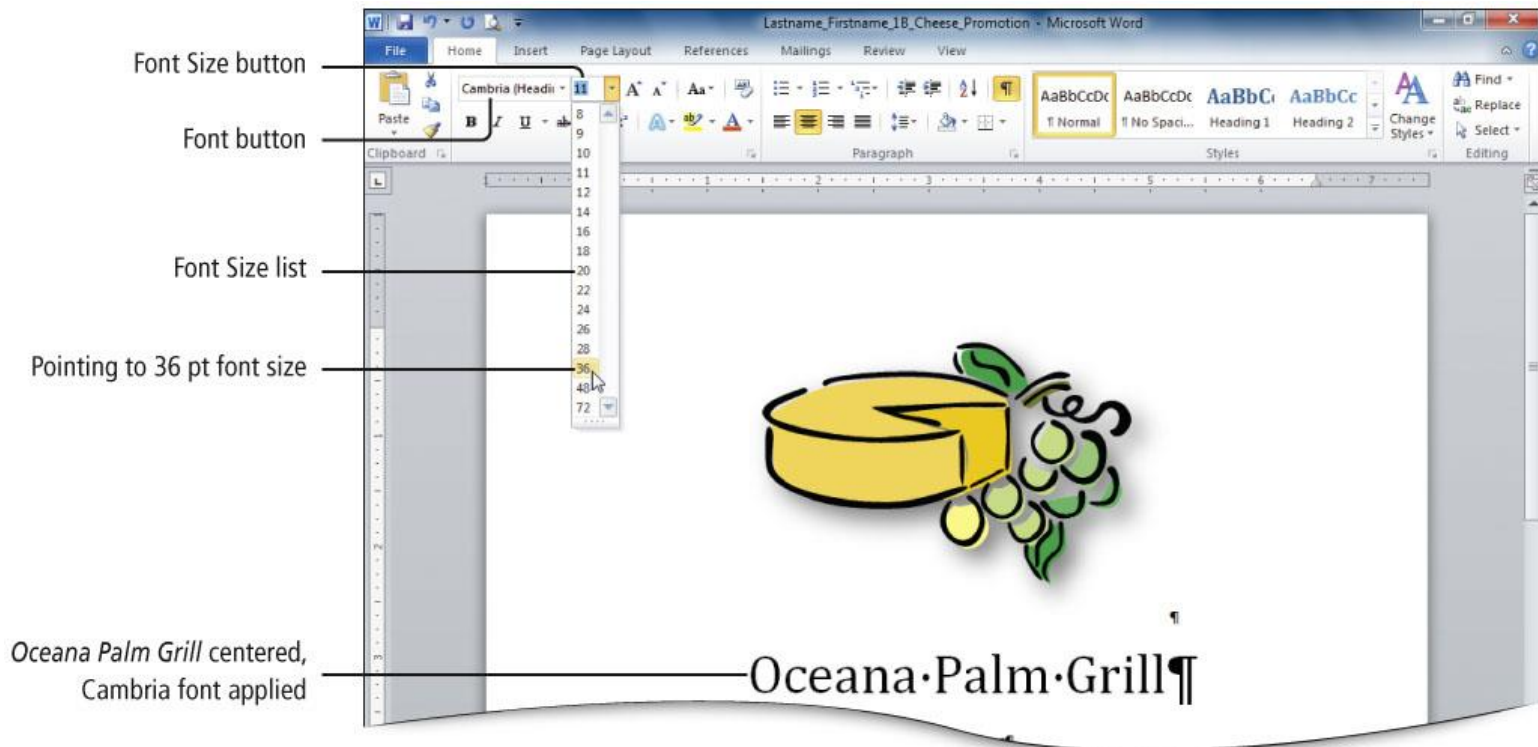 Lastname_Firstname_1B_Cheese_Promotion - Microsoft Word
File Home Insert Page Layout References Mailings Review View
Font Size button
Cambria (Headin 11
Find
AaBbCcDc AaBbCcDc AaBbC AaBbCc
Replace
Paste
¶ Normal ¶ No Spaci... Heading 1 Heading 2
Change Styles
Select
Font button
Clipboard Paragraph Styles Editing
8
9
10
11
12
14
16
18
Font Size list
20
22
24
26
28
Pointing to 36 pt font size
36
48
72
Oceana Palm Grill centered,
Cambria font applied
Oceana·Palm·Grill¶